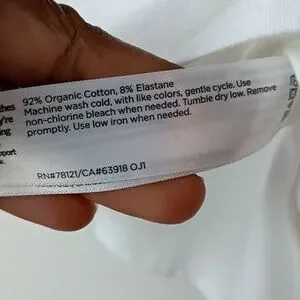 92% Organic Cotton, 8% Elastane
Machine wash cold, with like colors, gentle cycle. Use
non-chlorine bleach when needed. Tumble dry low. Remove
promptly. Use low iron when needed.
RN#78121/CA#63918 OJ1